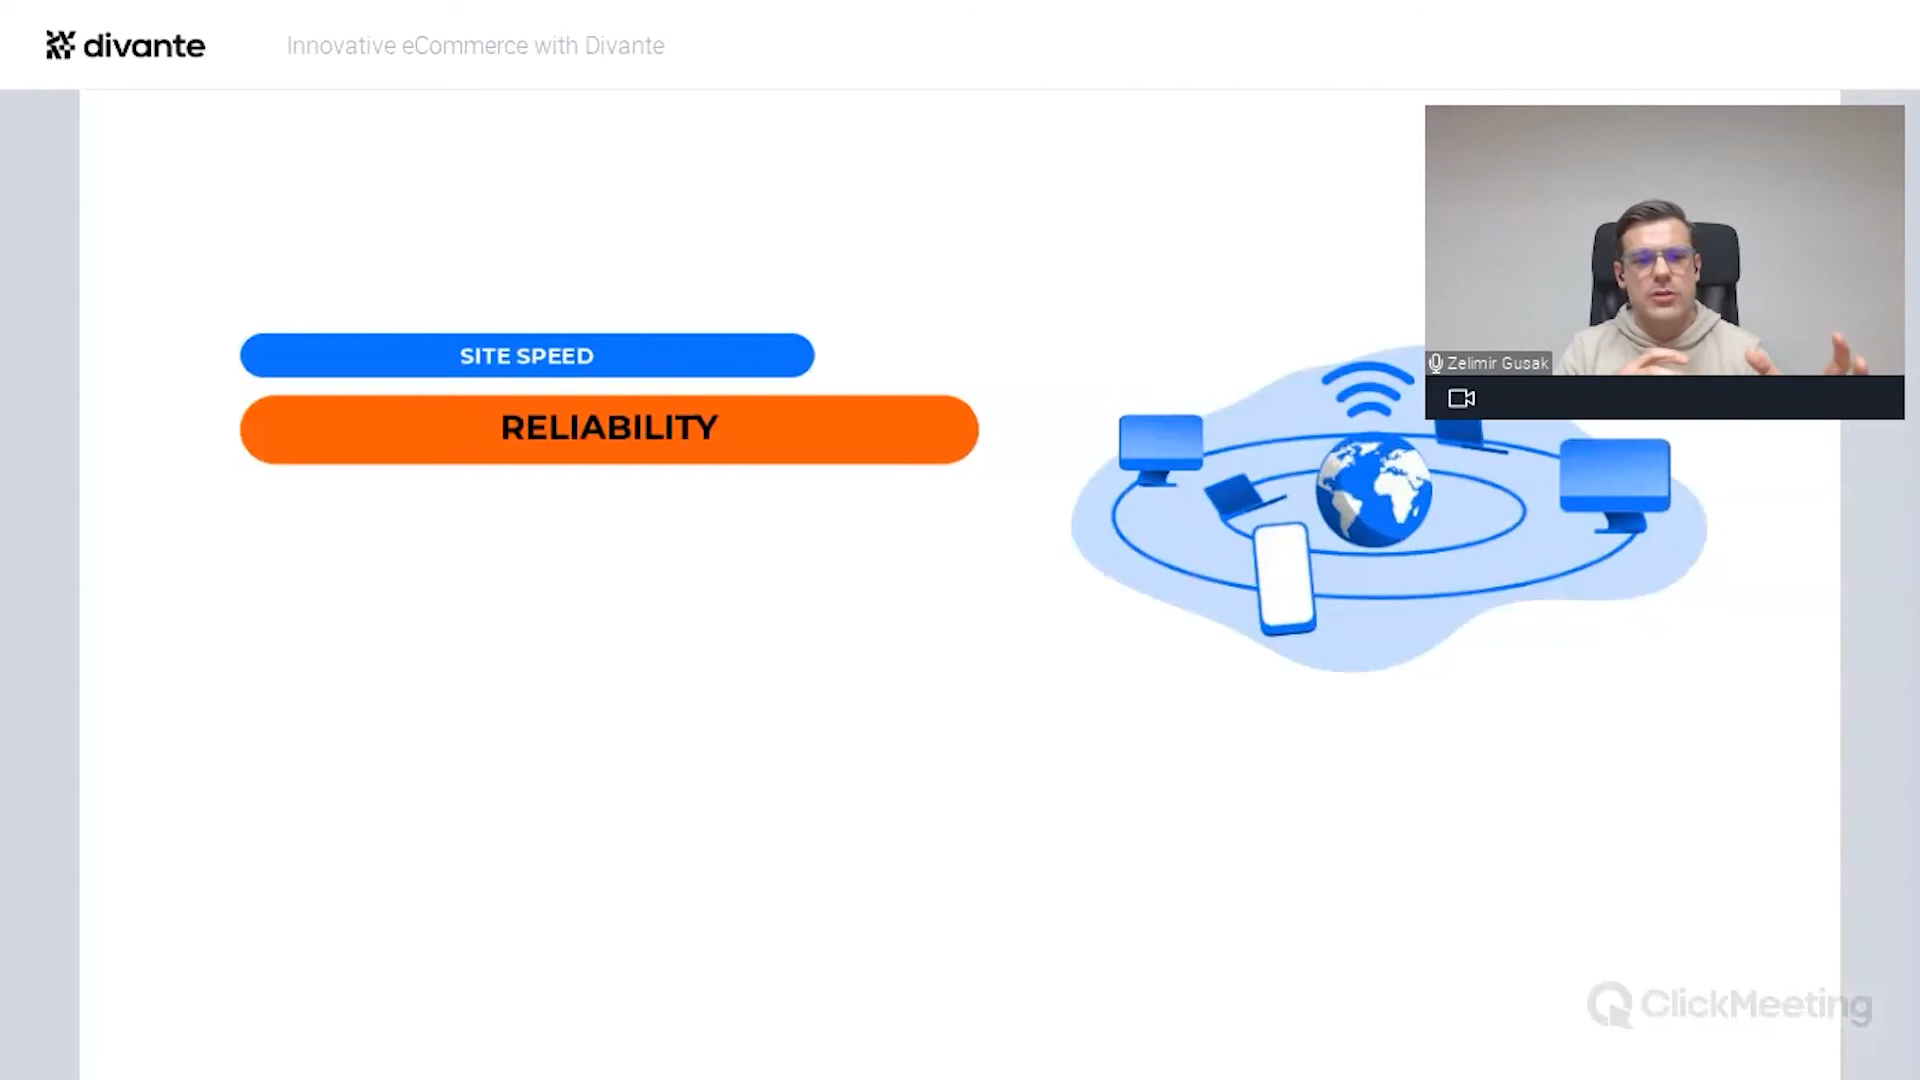 divante
Innovative eCommerce with Divante
SITE SPEED
RELIABILITY
Zelimir Gusak
ClickMeeting